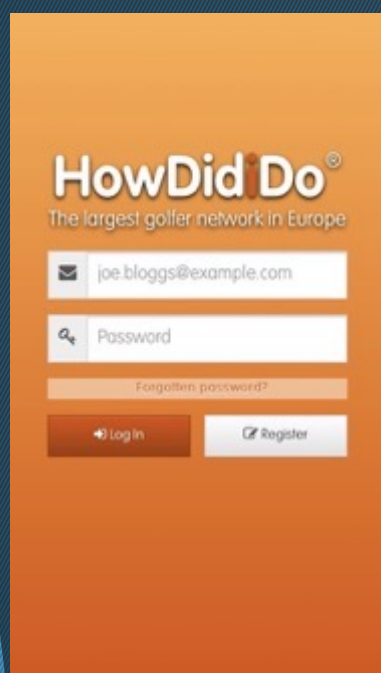 HowDidiDo®
The largest golfer network in Europe
joe.bloggs@example.com
Password
Forgotten password?
Log In
Register